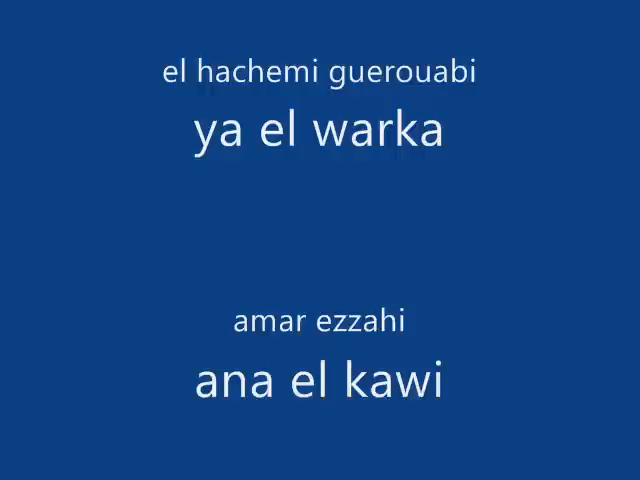 el hachemi guerouabi
ya el warka
amar ezzahi
ana el kawi